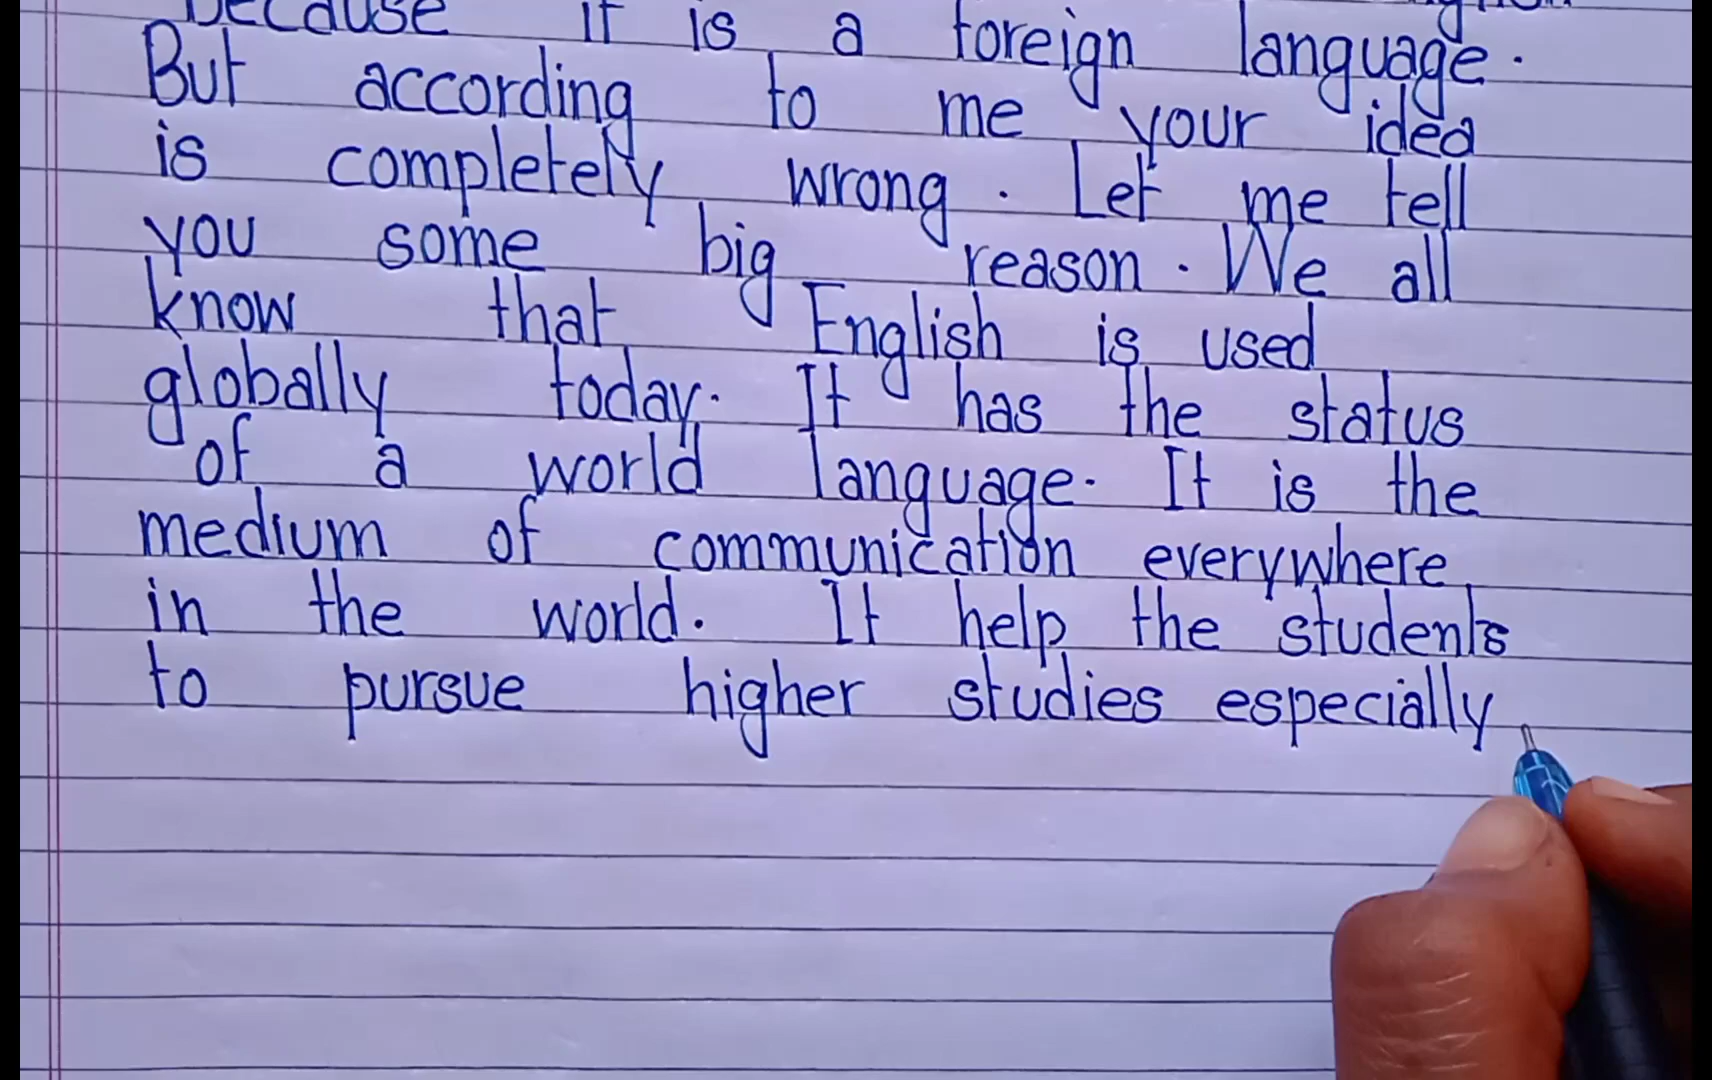 because it is a foreign language.
But according to me your idea
is completely wrong. Let me tell
you some big reason. We all
know that English is used
globally today. It has the status
of a world language. It is the
medium of communication everywhere
in the world. It help the students
to pursue higher studies especially